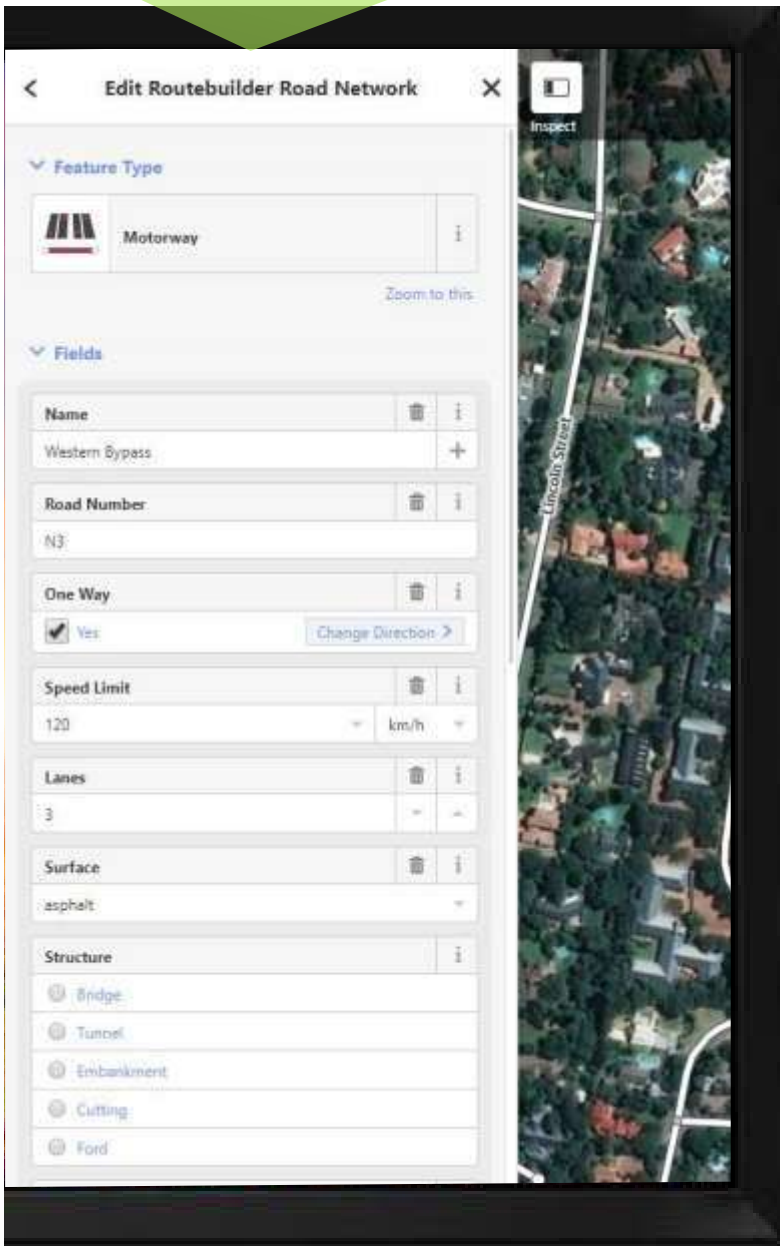 Edit Routebuilder Road Network
Inspect
Feature Type
Motorway
i
Zoom to this
Fields
Name
i
Western Bypass
Road Number
i
N3
One Way
i
Yes
Change Direction
Speed Limit
i
120
km/h
Lanes
i
3
Surface
i
asphalt
Structure
i
Bridge
Tunnel
Embankment
Cutting
Ford
Lincoln Street